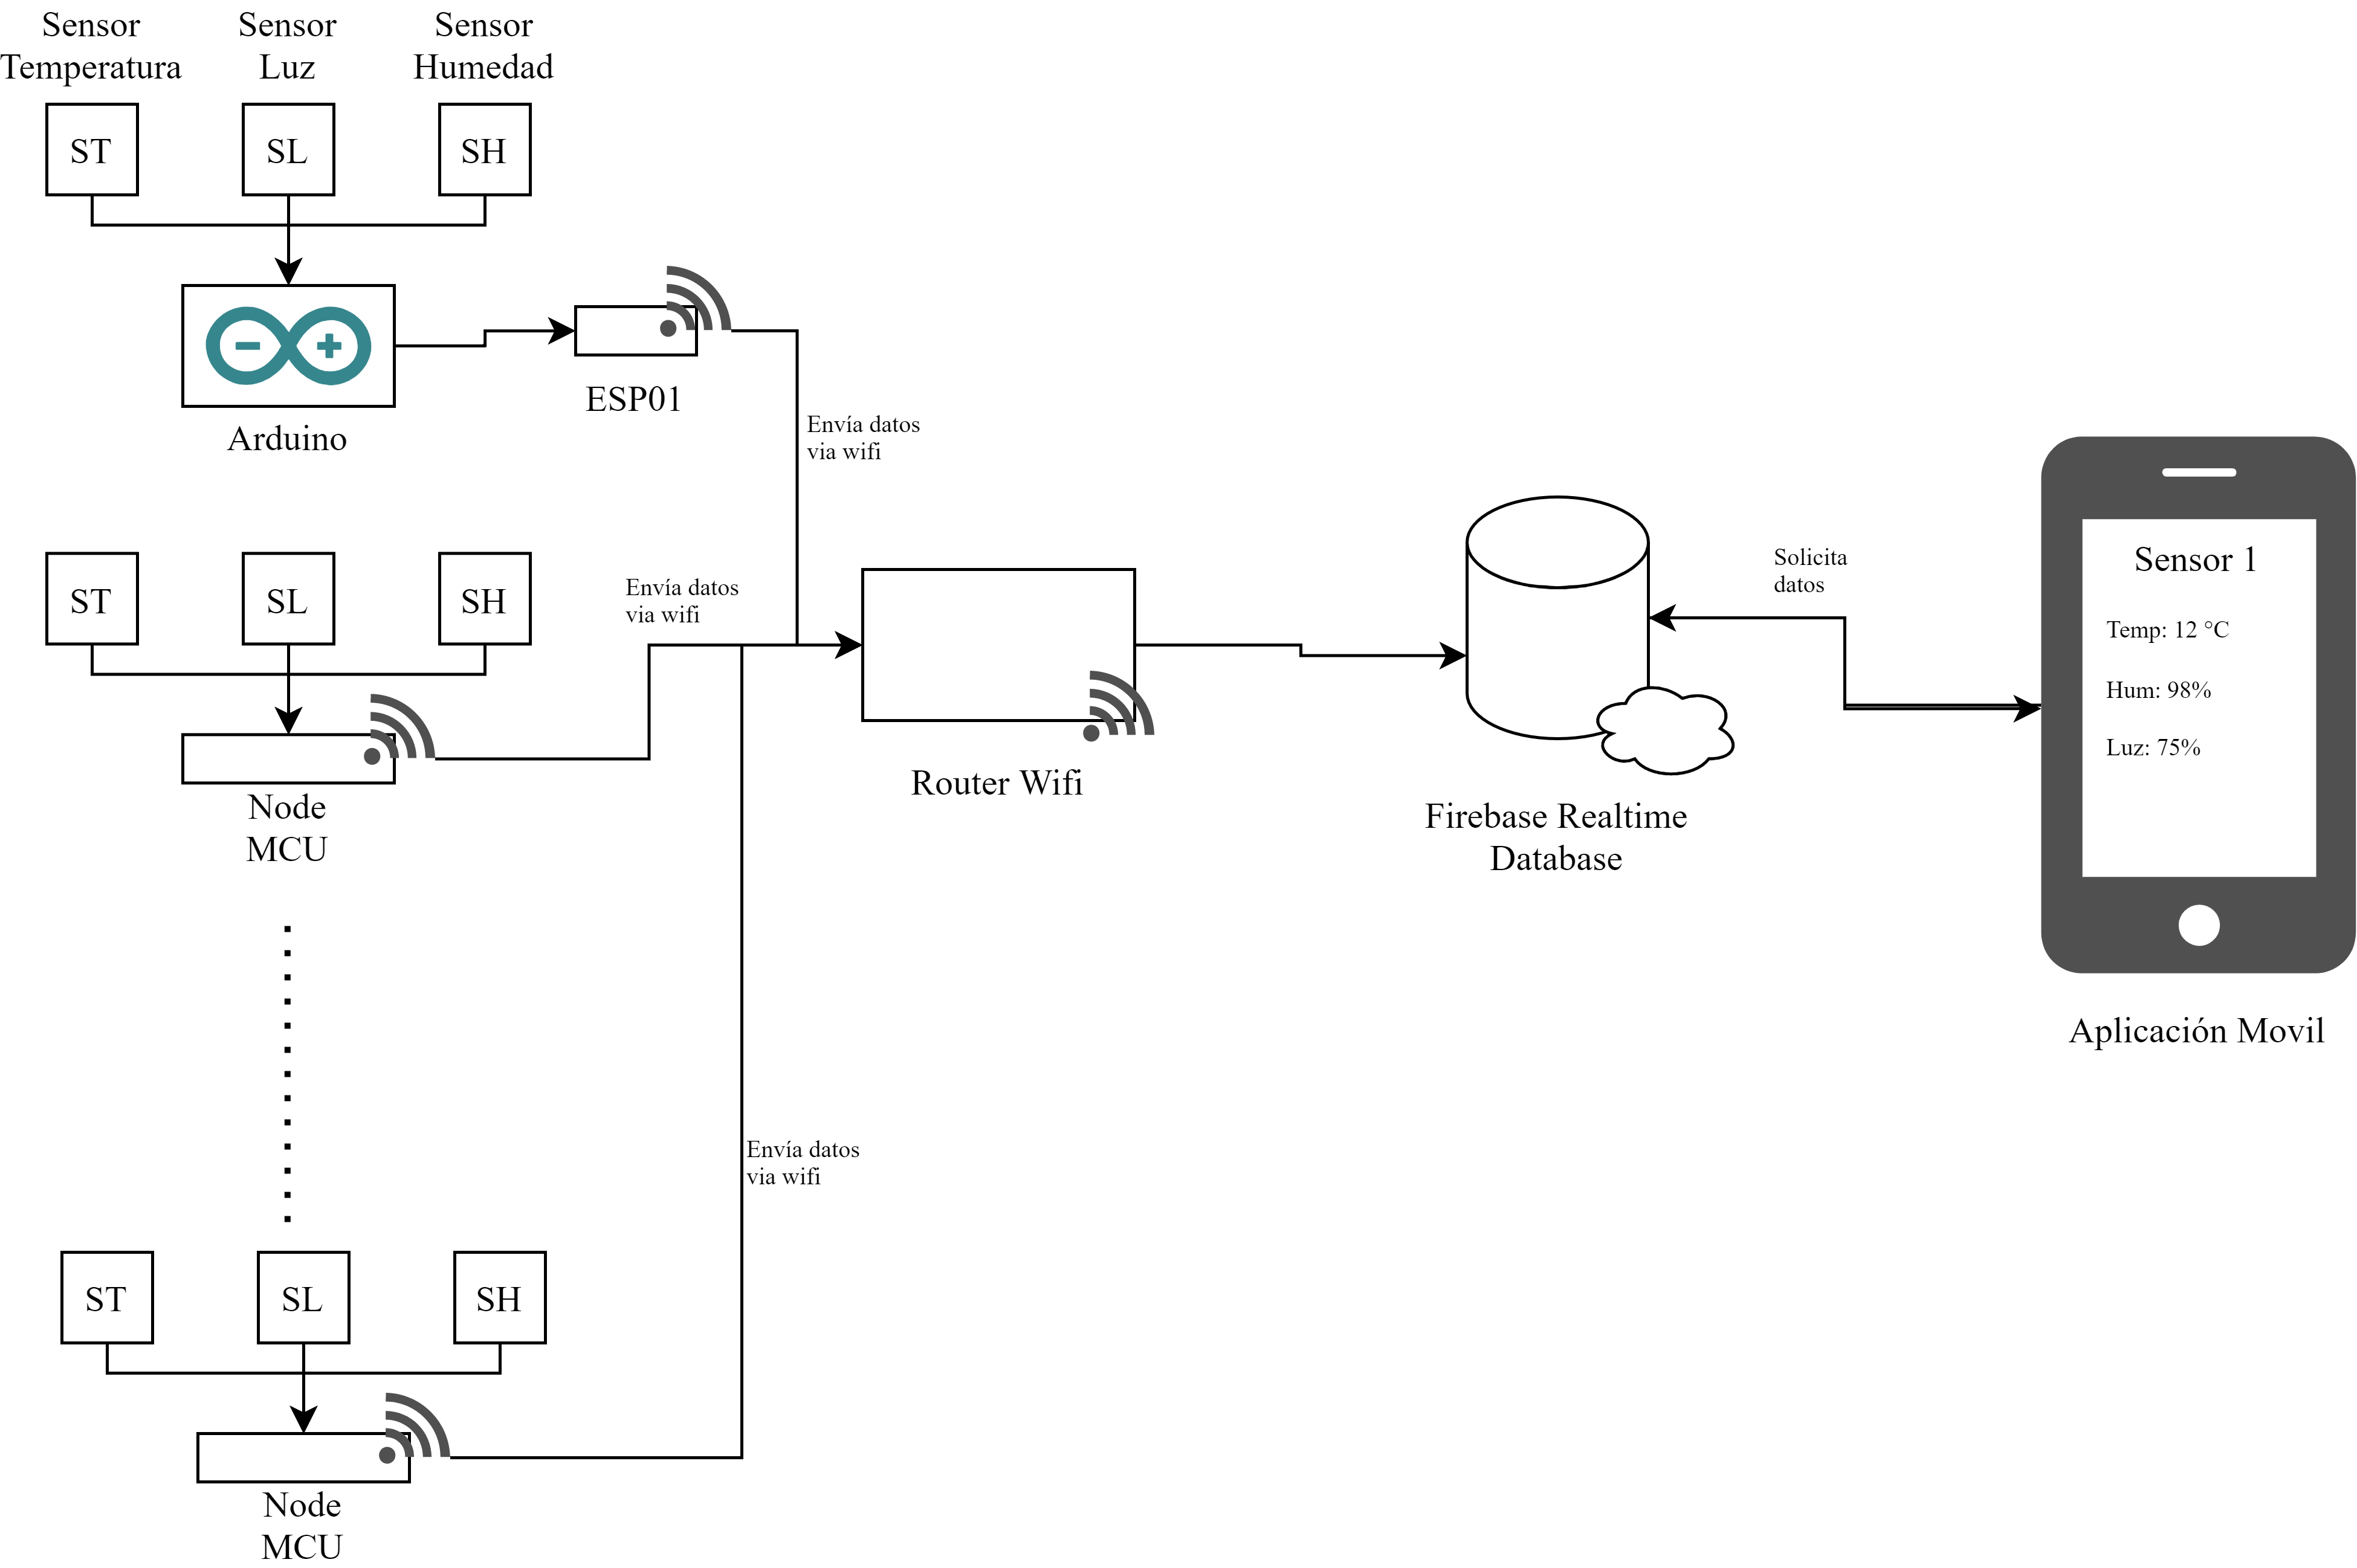 Sensor
Temperatura
Sensor
Luz
Sensor
Humedad
ST
SL
SH
Arduino
ESP01
Envía datos
via wifi
ST
SL
SH
Node
MCU
Envía datos
via wifi
Router Wifi
Firebase Realtime
Database
Solicita
datos
Sensor 1
Temp: 12 °C
Hum: 98%
Luz: 75%
Aplicación Movil
Envía datos
via wifi
ST
SL
SH
Node
MCU